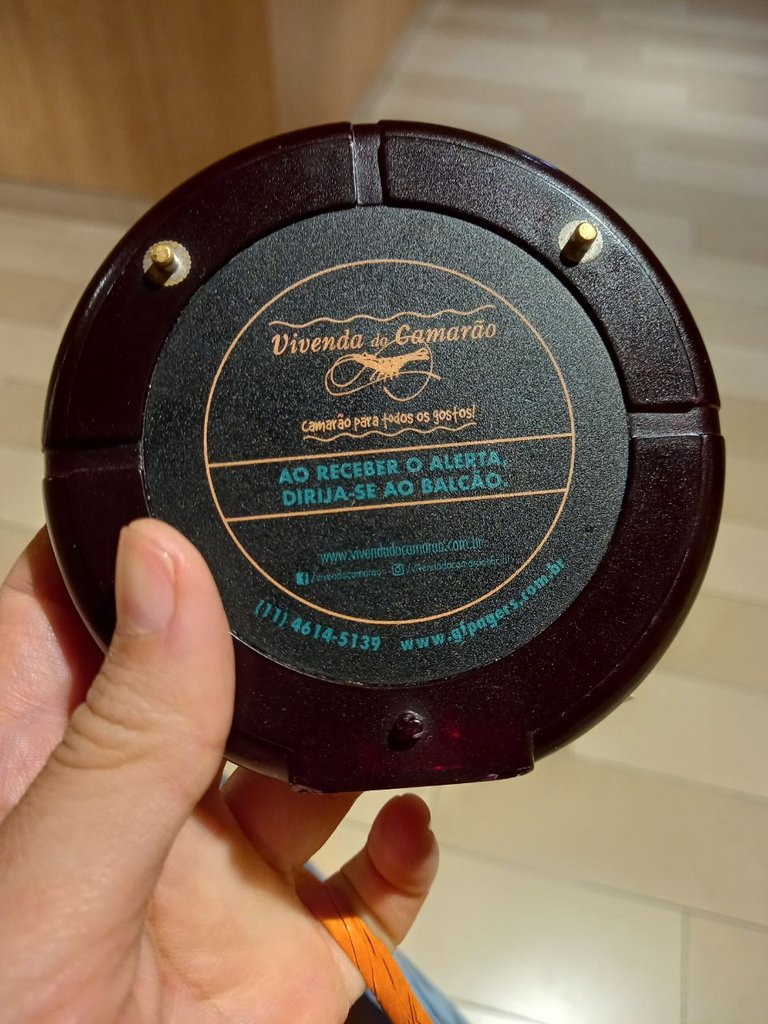 Vivenda do Camarão
Camarão para todos os gostos!
AO RECEBER O ALERTA,
DIRIJA-SE AO BALCÃO.
www.vivendadocamarao.com.br
/vivendadocamarao
(11) 4614-5139 www.gfpagers.com.br